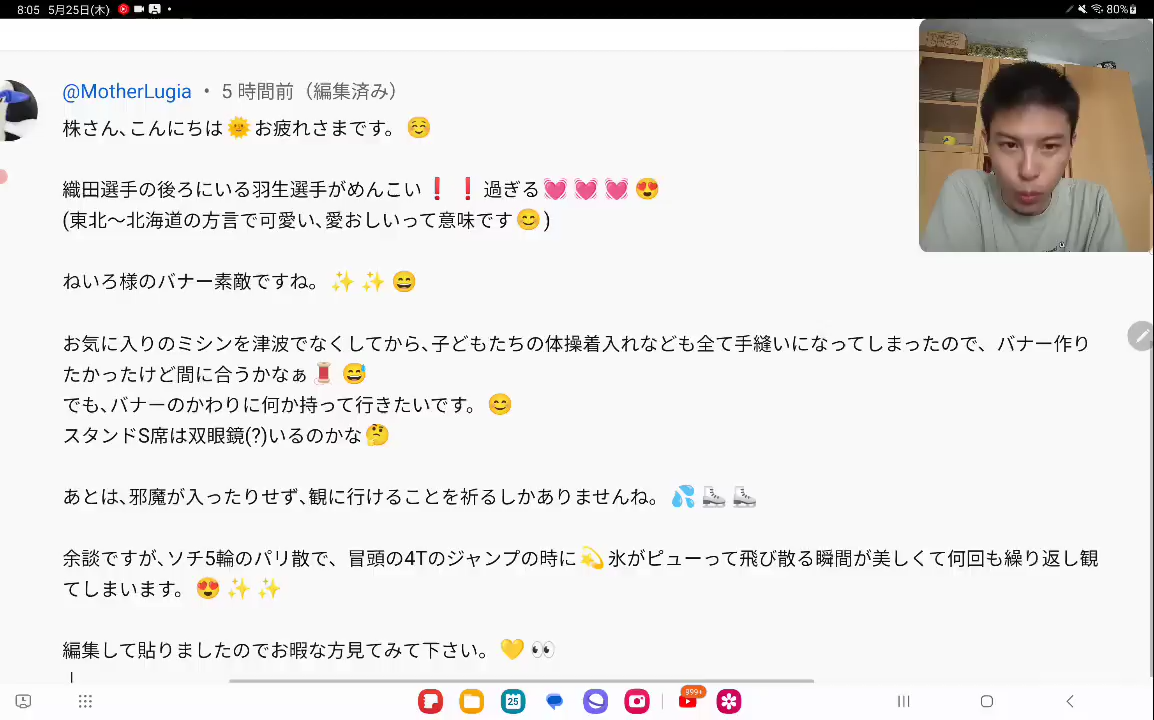 8:05 5月25日(木)
80%
@MotherLugia • 5 時間前（編集済み）
株さん、こんにちは🌞お疲れさまです。☺️
織田選手の後ろにいる羽生選手がめんこい❗❗過ぎる💓💓💓😍
(東北〜北海道の方言で可愛い、愛おしいって意味です😊)
ねいろ様のバナー素敵ですね。✨✨😄
お気に入りのミシンを津波でなくしてから、子どもたちの体操着入れなども全て手縫いになってしまったので、バナー作り
たかったけど間に合うかなぁ🧵😅
でも、バナーのかわりに何か持って行きたいです。😊
スタンドS席は双眼鏡(?)いるのかな🤔
あとは、邪魔が入ったりせず、観に行けることを祈るしかありませんね。💦⛸️⛸️
余談ですが、ソチ5輪のパリ散で、冒頭の4Tのジャンプの時に💫氷がピューって飛び散る瞬間が美しくて何回も繰り返し観
てしまいます。😍✨✨
編集して貼りましたのでお暇な方見てみて下さい。💛👀
25
999+